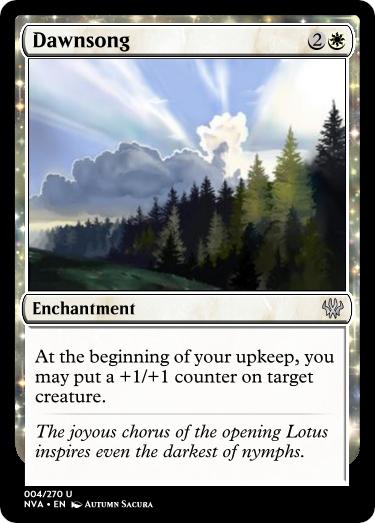 Dawnsong 2
Enchantment
At the beginning of your upkeep, you
may put a +1/+1 counter on target
creature.
The joyous chorus of the opening Lotus
inspires even the darkest of nymphs.
004/270 U
NVA • EN Autumn Sacura